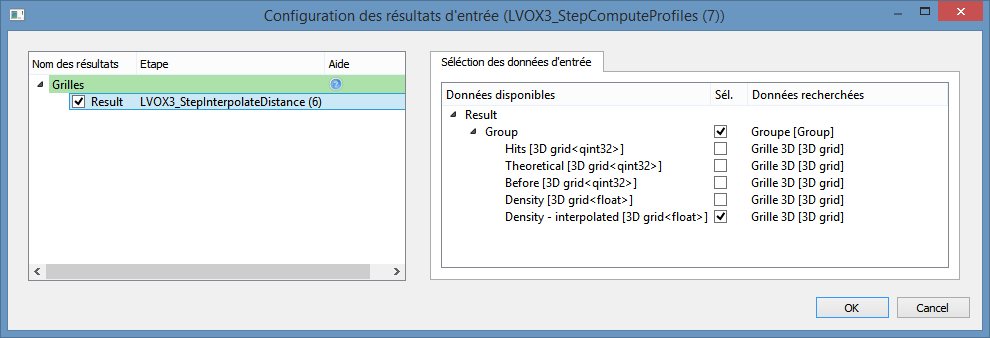 Configuration des résultats d'entrée (LVOX3_StepComputeProfiles (7))
Nom des résultats Etape Aide
Grilles ?
Result LVOX3_StepInterpolateDistance (6)
Séléction des données d'entrée
Données disponibles Sél. Données recherchées
Result
Group Groupe [Group]
Hits [3D grid<qint32>] Grille 3D [3D grid]
Theoretical [3D grid<qint32>] Grille 3D [3D grid]
Before [3D grid<qint32>] Grille 3D [3D grid]
Density [3D grid<float>] Grille 3D [3D grid]
Density - interpolated [3D grid<float>] Grille 3D [3D grid]
OK Cancel